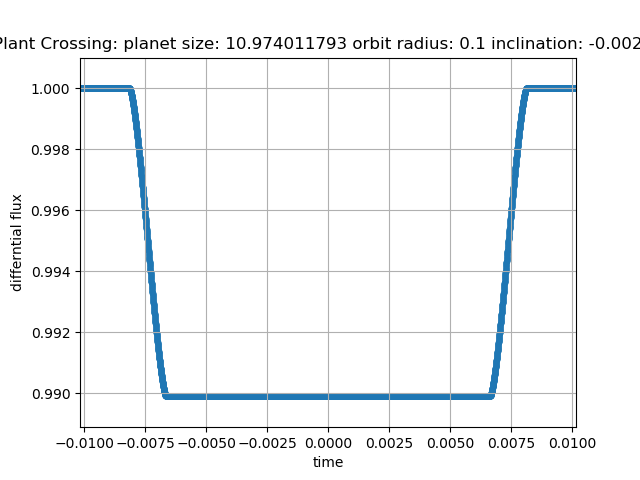 Plant Crossing: planet size: 10.974011793 orbit radius: 0.1 inclination: -0.002
1.000
0.998
0.996
0.994
0.992
0.990
differntial flux
−0.0100 −0.0075 −0.0050 −0.0025 0.0000 0.0025 0.0050 0.0075 0.0100
time